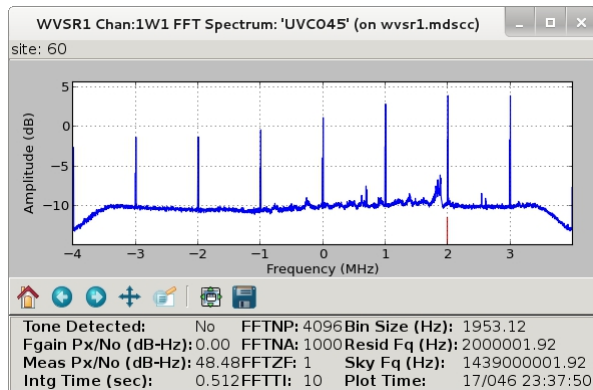 WVSR1 Chan:1W1 FFT Spectrum: 'UVC045' (on wvsr1.mdscc)
site: 60
5
0
−5
−10
Amplitude (dB)
−4 −3 −2 −1 0 1 2 3
Frequency (MHz)
Tone Detected: No FFTNP: 4096 Bin Size (Hz): 1953.12
Fgain Px/No (dB-Hz): 0.00 FFTNA: 1000 Resid Fq (Hz): 2000001.92
Meas Px/No (dB-Hz): 48.48 FFTZF: 1 Sky Fq (Hz): 1439000001.92
Intg Time (sec): 0.512 FFTTI: 10 Plot Time: 17/046 23:37:50